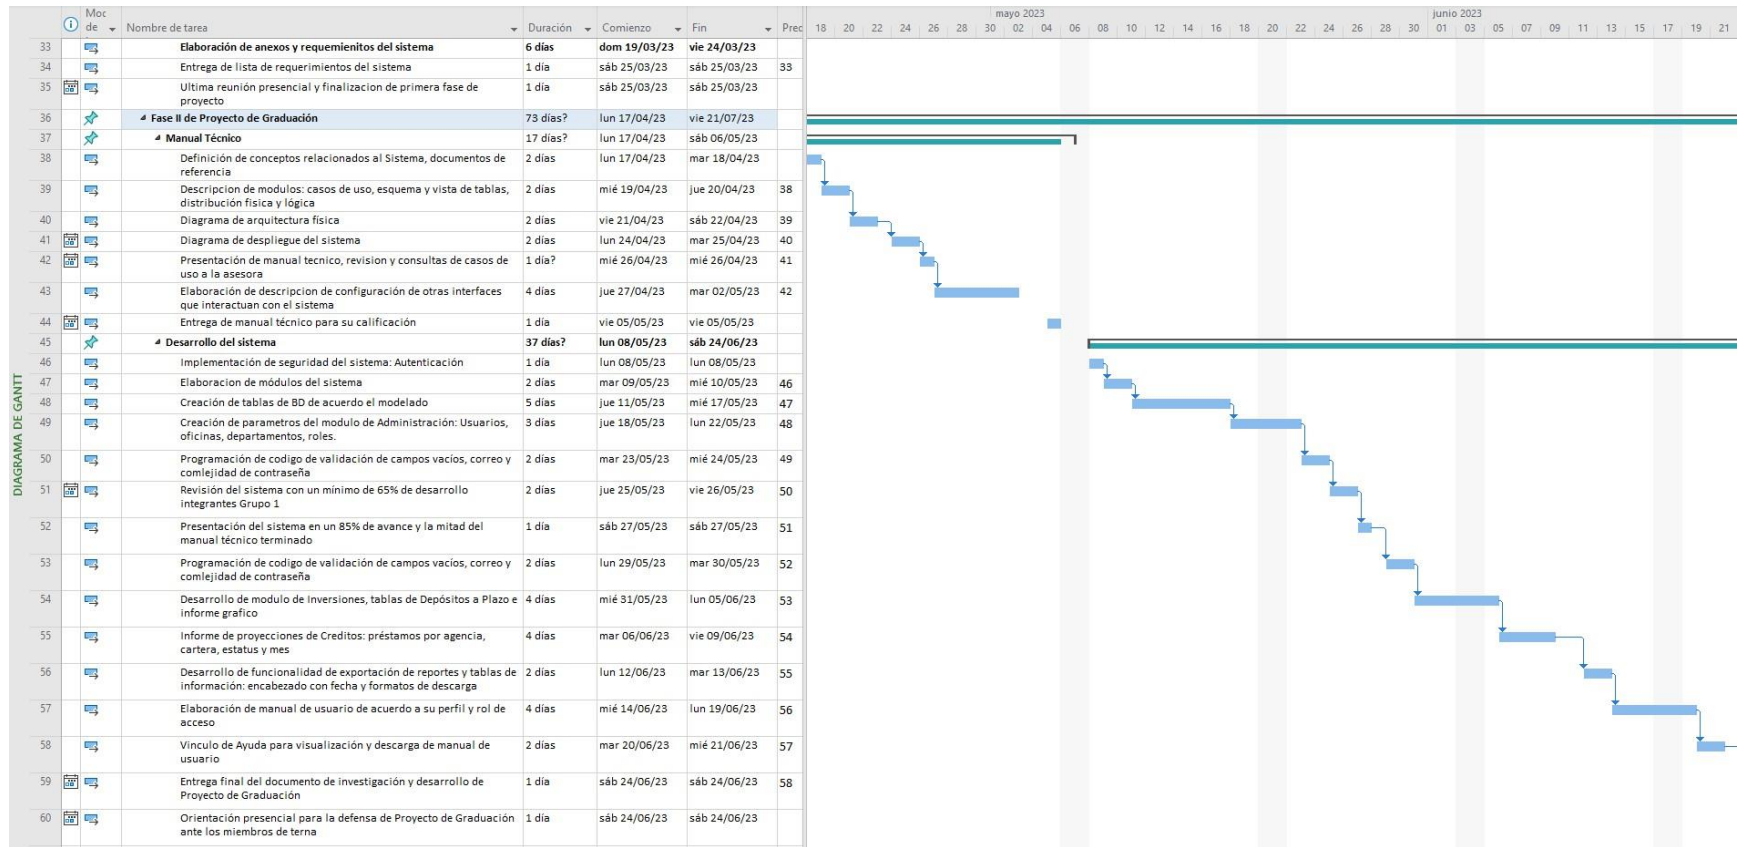 Moc
de
Nombre de tarea
Duración
Comienzo
Fin
Prec
mayo 2023
junio 2023
18 20 22 24 26 28 30 02 04 06 08 10 12 14 16 18 20 22 24 26 28 30 01 03 05 07 09 11 13 15 17 19 21
DIAGRAMA DE GANTT
33 Elaboración de anexos y requemienitos del sistema 6 días dom 19/03/23 vie 24/03/23
34 Entrega de lista de requerimientos del sistema 1 día sáb 25/03/23 sáb 25/03/23 33
35 Ultima reunión presencial y finalizacion de primera fase de 1 día sáb 25/03/23 sáb 25/03/23
proyecto
36 Fase II de Proyecto de Graduación 73 días? lun 17/04/23 vie 21/07/23
37 Manual Técnico 17 días? lun 17/04/23 sáb 06/05/23
38 Definición de conceptos relacionados al Sistema, documentos de 2 días lun 17/04/23 mar 18/04/23
referencia
39 Descripcion de modulos: casos de uso, esquema y vista de tablas, 2 días mié 19/04/23 jue 20/04/23 38
distribución fisica y lógica
40 Diagrama de arquitectura física 2 días vie 21/04/23 sáb 22/04/23 39
41 Diagrama de despliegue del sistema 2 días lun 24/04/23 mar 25/04/23 40
42 Presentación de manual tecnico, revision y consultas de casos de 1 día? mié 26/04/23 mié 26/04/23 41
uso a la asesora
43 Elaboración de descripcion de configuración de otras interfaces 4 días jue 27/04/23 mar 02/05/23 42
que interactuan con el sistema
44 Entrega de manual técnico para su calificación 1 día vie 05/05/23 vie 05/05/23
45 Desarrollo del sistema 37 días? lun 08/05/23 sáb 24/06/23
46 Implementación de seguridad del sistema: Autenticación 1 día lun 08/05/23 lun 08/05/23
47 Elaboracion de módulos del sistema 2 días mar 09/05/23 mié 10/05/23 46
48 Creación de tablas de BD de acuerdo el modelado 5 días jue 11/05/23 mié 17/05/23 47
49 Creación de parametros del modulo de Administración: Usuarios, 3 días jue 18/05/23 lun 22/05/23 48
oficinas, departamentos, roles.
50 Programación de codigo de validación de campos vacíos, correo y 2 días mar 23/05/23 mié 24/05/23 49
comlejidad de contraseña
51 Revisión del sistema con un mínimo de 65% de desarrollo 2 días jue 25/05/23 vie 26/05/23 50
integrantes Grupo 1
52 Presentación del sistema en un 85% de avance y la mitad del 1 día sáb 27/05/23 sáb 27/05/23 51
manual técnico terminado
53 Programación de codigo de validación de campos vacíos, correo y 2 días lun 29/05/23 mar 30/05/23 52
comlejidad de contraseña
54 Desarrollo de modulo de Inversiones, tablas de Depósitos a Plazo e 4 días mié 31/05/23 lun 05/06/23 53
informe grafico
55 Informe de proyecciones de Creditos: préstamos por agencia, 4 días mar 06/06/23 vie 09/06/23 54
cartera, estatus y mes
56 Desarrollo de funcionalidad de exportación de reportes y tablas de 2 días lun 12/06/23 mar 13/06/23 55
información: encabezado con fecha y formatos de descarga
57 Elaboración de manual de usuario de acuerdo a su perfil y rol de 4 días mié 14/06/23 lun 19/06/23 56
acceso
58 Vinculo de Ayuda para visualización y descarga de manual de 2 días mar 20/06/23 mié 21/06/23 57
usuario
59 Entrega final del documento de investigación y desarrollo de 1 día sáb 24/06/23 sáb 24/06/23 58
Proyecto de Graduación
60 Orientación presencial para la defensa de Proyecto de Graduación 1 día sáb 24/06/23 sáb 24/06/23
ante los miembros de terna